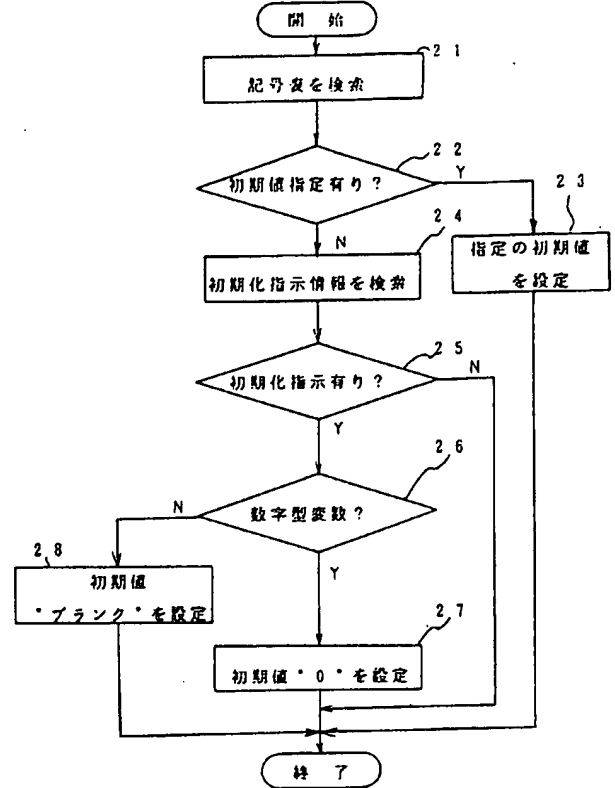 開始
21
記号表を検索
22
初期値指定有り?
Y
23
指定の初期値
を設定
N
24
初期化指示情報を検索
25
初期化指示有り?
N
Y
26
数字型変数?
N
28
初期値
"ブランク"を設定
Y
27
初期値"0"を設定
終了